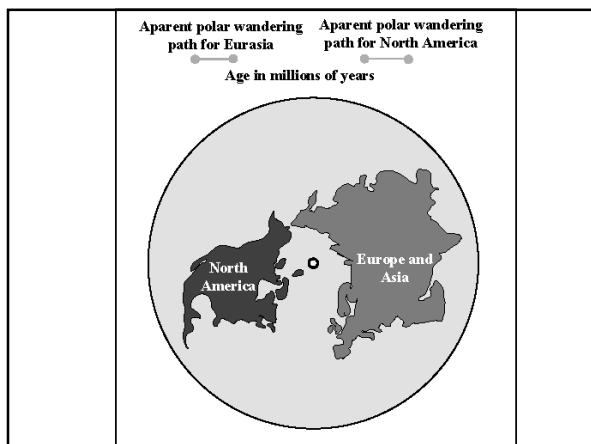 Aparent polar wandering
path for Eurasia
Aparent polar wandering
path for North America
Age in millions of years
North
America
Europe and
Asia